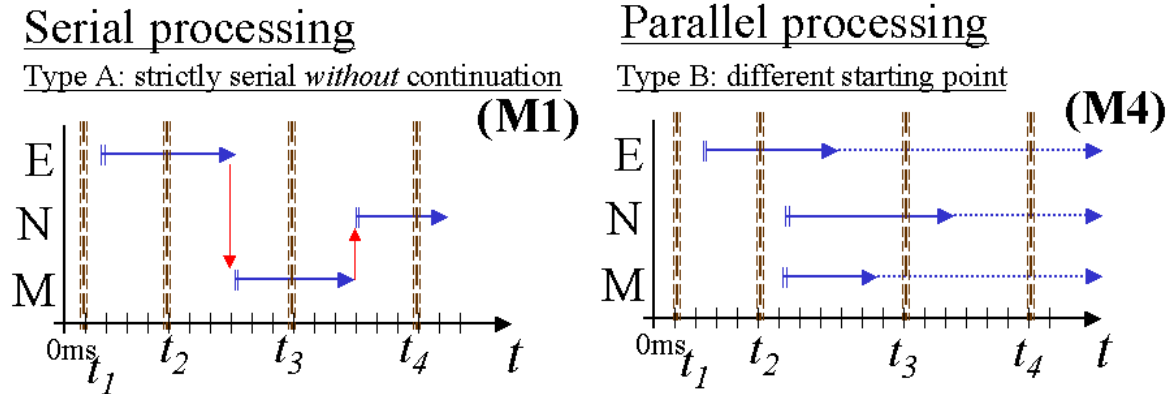 Serial processing
Type A: strictly serial without continuation
(M1)
E
N
M
0ms t1 t2 t3 t4 t
Parallel processing
Type B: different starting point
(M4)
E
N
M
0ms t1 t2 t3 t4 t